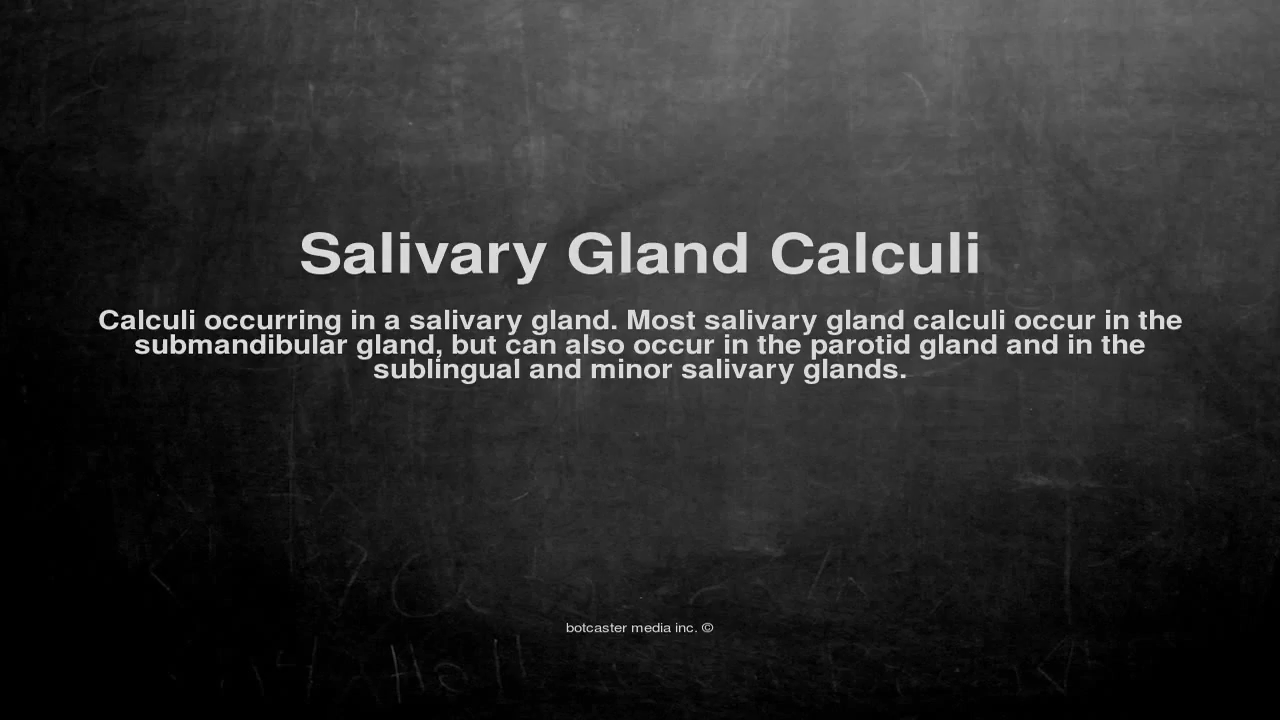 Salivary Gland Calculi
Calculi occurring in a salivary gland. Most salivary gland calculi occur in the
submandibular gland, but can also occur in the parotid gland and in the
sublingual and minor salivary glands.
botcaster media inc. ©